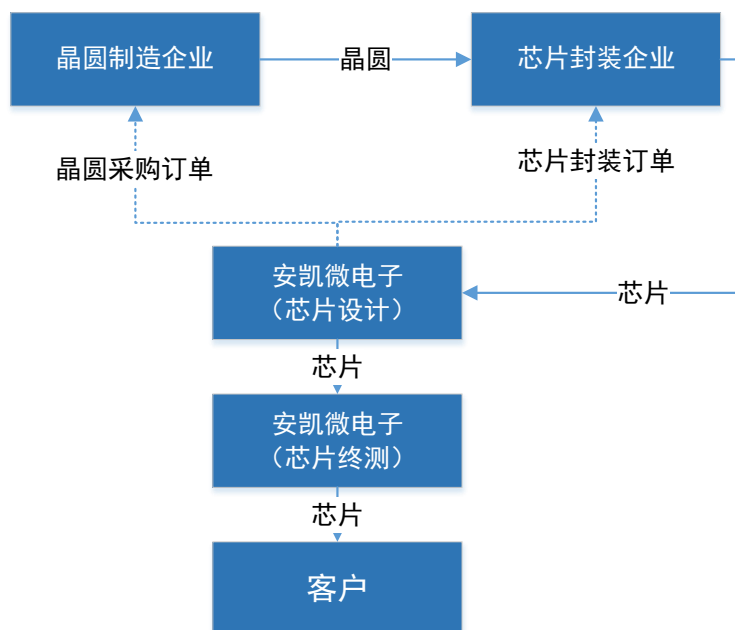 晶圆制造企业
晶圆
芯片封装企业
晶圆采购订单
芯片封装订单
安凯微电子
（芯片设计）
芯片
芯片
安凯微电子
（芯片终测）
芯片
客户